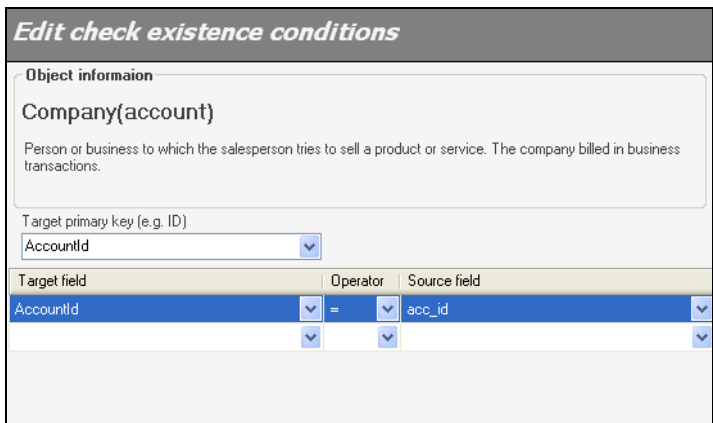 Edit check existence conditions
Object informaion
Company(account)
Person or business to which the salesperson tries to sell a product or service. The company billed in business
transactions.
Target primary key (e.g. ID)
AccountId
Target field Operator Source field
AccountId = acc_id